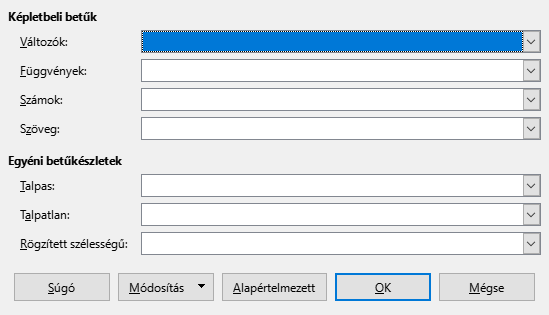 Képletbeli betűk
Változók:
Függvények:
Számok:
Szöveg:
Egyéni betűkészletek
Talpas:
Talpatlan:
Rögzített szélességű:
Súgó Módosítás Alapértelmezett OK Mégse